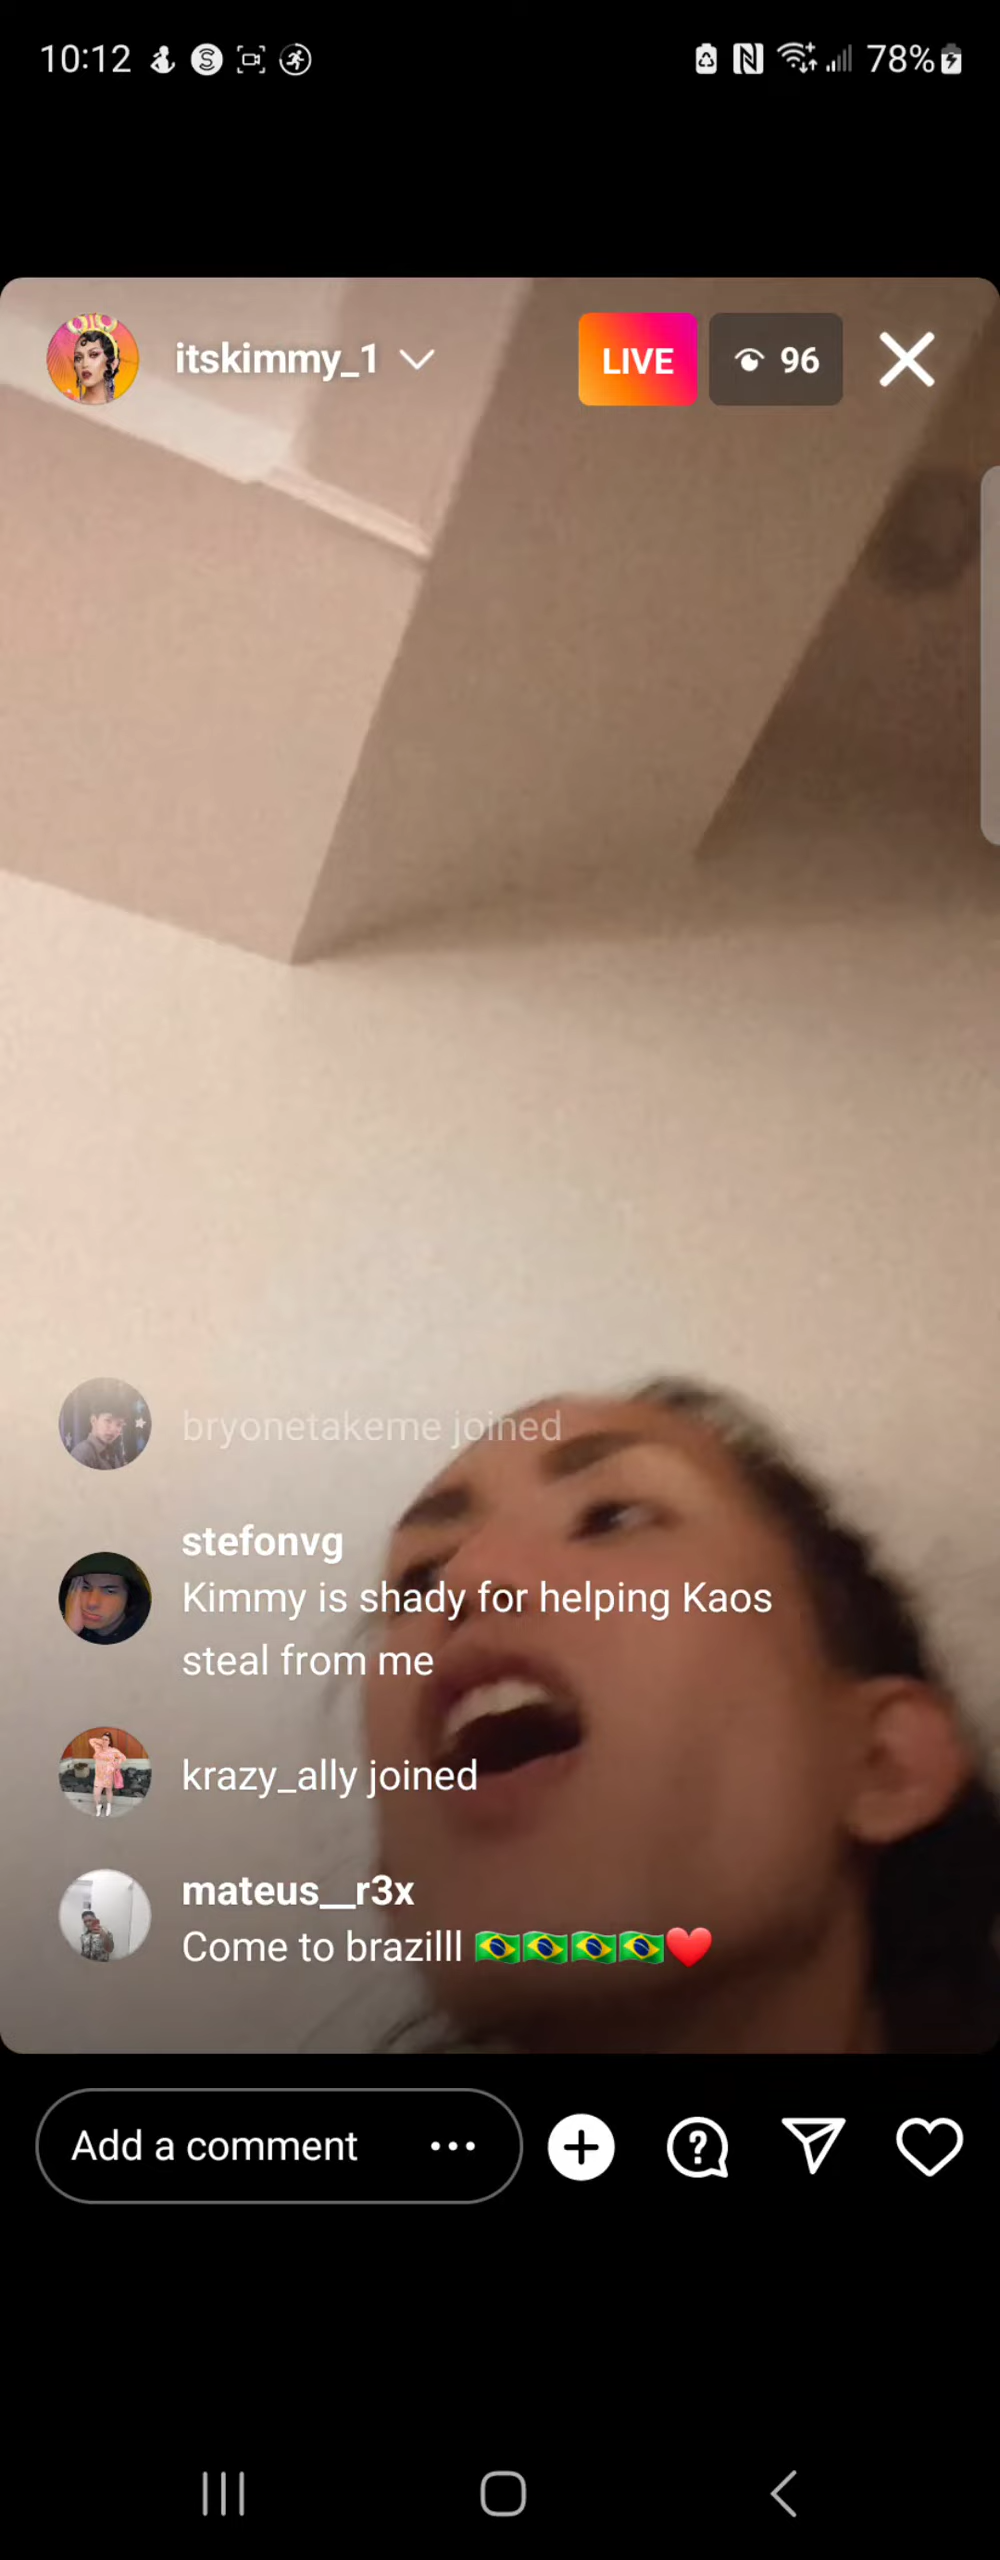 10:12
78%
itskimmy_1
LIVE
96
bryonetakeme joined
stefonvg
Kimmy is shady for helping Kaos
steal from me
krazy_ally joined
mateus__r3x
Come to brazilll 🇧🇷🇧🇷🇧🇷🇧🇷❤️
Add a comment